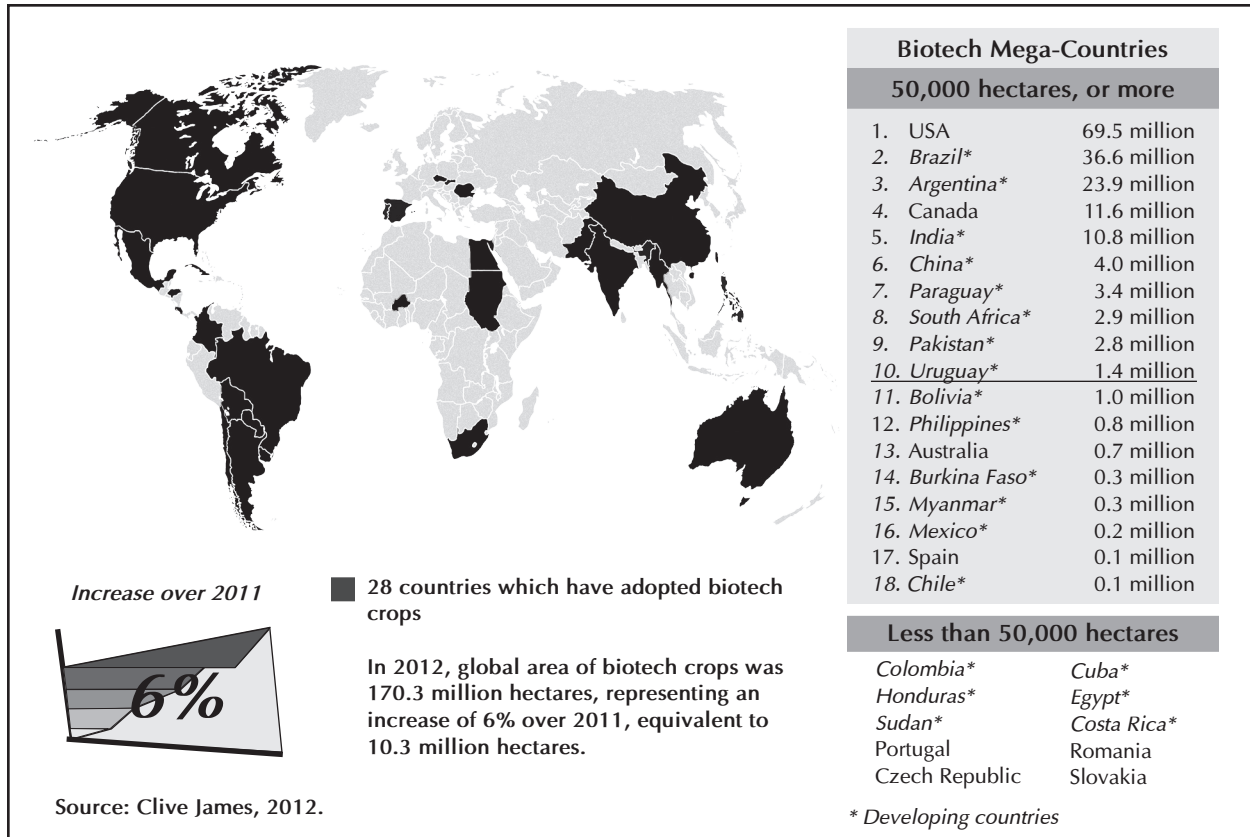 Biotech Mega-Countries
50,000 hectares, or more
1. USA 69.5 million
2. Brazil* 36.6 million
3. Argentina* 23.9 million
4. Canada 11.6 million
5. India* 10.8 million
6. China* 4.0 million
7. Paraguay* 3.4 million
8. South Africa* 2.9 million
9. Pakistan* 2.8 million
10. Uruguay* 1.4 million
11. Bolivia* 1.0 million
12. Philippines* 0.8 million
13. Australia 0.7 million
14. Burkina Faso* 0.3 million
15. Myanmar* 0.3 million
16. Mexico* 0.2 million
17. Spain 0.1 million
18. Chile* 0.1 million
Less than 50,000 hectares
Colombia* Cuba*
Honduras* Egypt*
Sudan* Costa Rica*
Portugal Romania
Czech Republic Slovakia
* Developing countries
Increase over 2011
6%
28 countries which have adopted biotech
crops
In 2012, global area of biotech crops was
170.3 million hectares, representing an
increase of 6% over 2011, equivalent to
10.3 million hectares.
Source: Clive James, 2012.